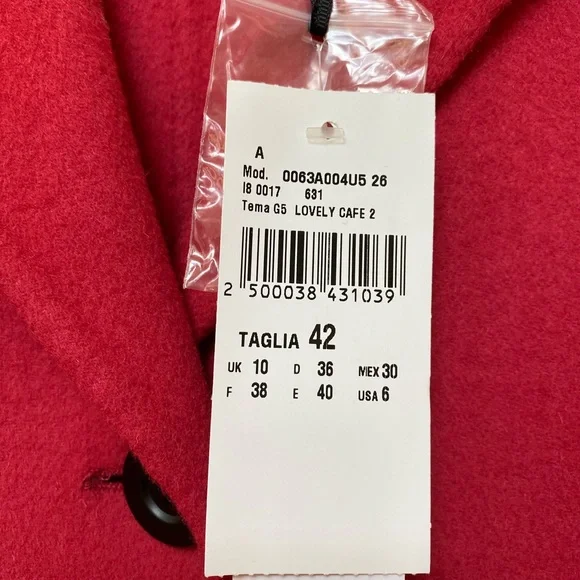 A
Mod. 0063A004U5 26
I8 0017 631
Tema G5 LOVELY CAFE 2
2 500038 431039
TAGLIA 42
UK 10 D 36 MEX 30
F 38 E 40 USA 6